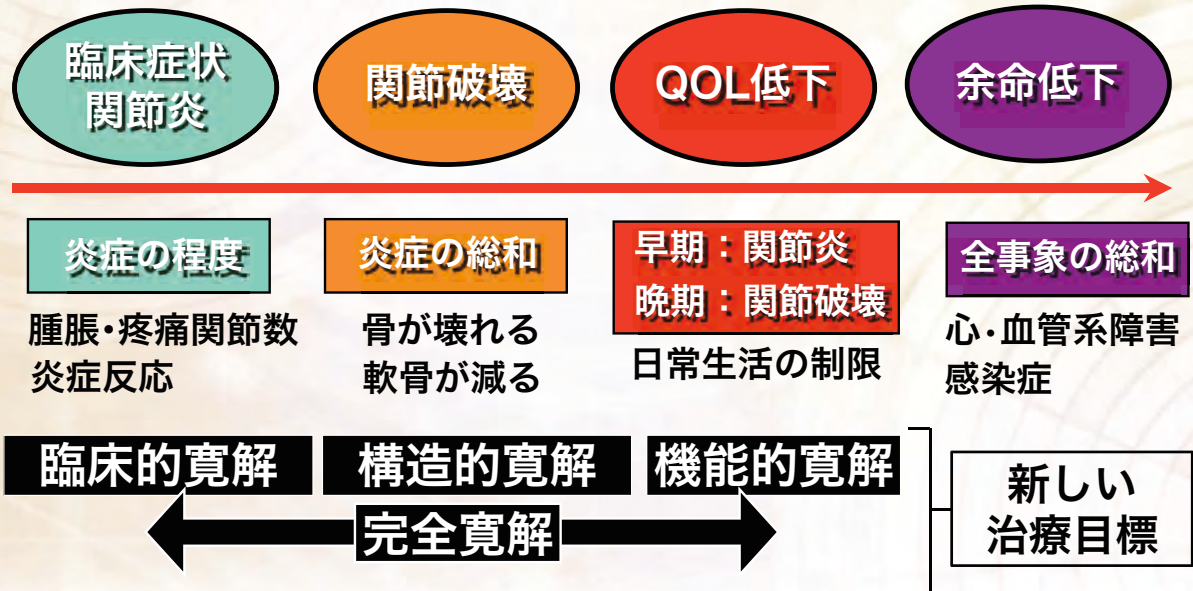 臨床症状
関節炎
関節破壊
QOL低下
余命低下
炎症の程度
腫脹・疼痛関節数
炎症反応
炎症の総和
骨が壊れる
軟骨が減る
早期：関節炎
晩期：関節破壊
日常生活の制限
全事象の総和
心・血管系障害
感染症
臨床的寛解
構造的寛解
機能的寛解
完全寛解
新しい
治療目標